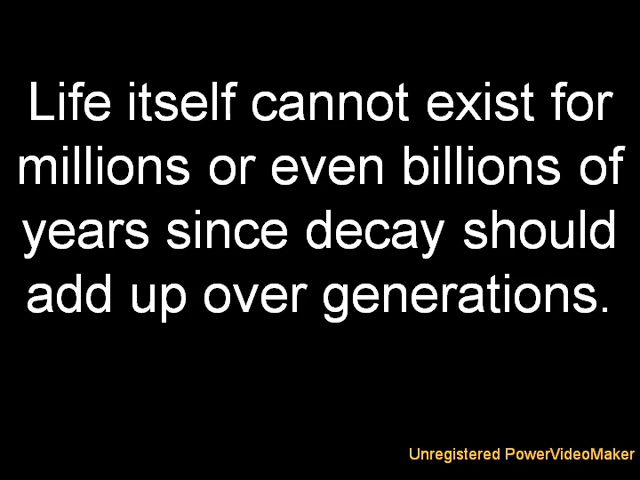 Life itself cannot exist for
millions or even billions of
years since decay should
add up over generations.
Unregistered PowerVideoMaker